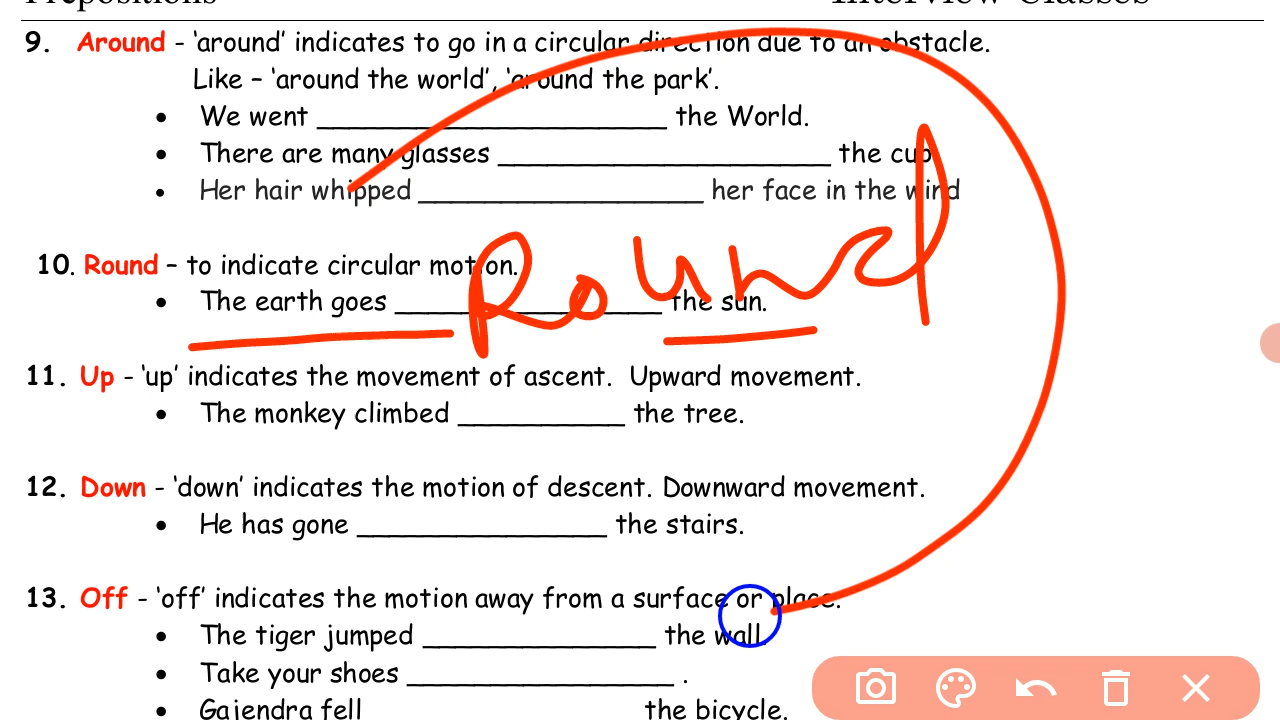 Prepositions Interview Classes
9. Around - ‘around’ indicates to go in a circular direction due to an obstacle.
Like – ‘around the world’, ‘around the park’.
• We went _____________________ the World.
• There are many glasses ____________________ the cup
• Her hair whipped _________________ her face in the wind
10. Round – to indicate circular motion.
• The earth goes ________________ the sun.
Round
11. Up - ‘up’ indicates the movement of ascent. Upward movement.
• The monkey climbed __________ the tree.
12. Down - ‘down’ indicates the motion of descent. Downward movement.
• He has gone _______________ the stairs.
13. Off - ‘off’ indicates the motion away from a surface or place.
• The tiger jumped ______________ the wall.
• Take your shoes ________________ .
• Gajendra fell ________________ the bicycle.